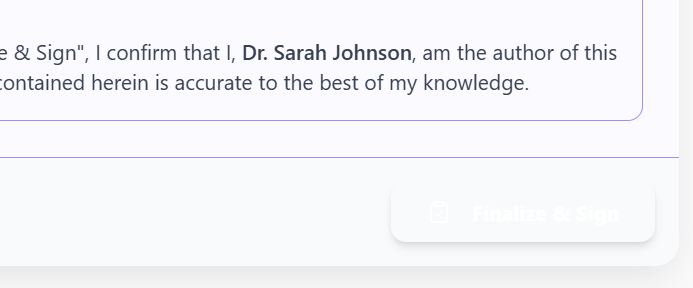 e & Sign", I confirm that I, Dr. Sarah Johnson, am the author of this
contained herein is accurate to the best of my knowledge.
Finalize & Sign